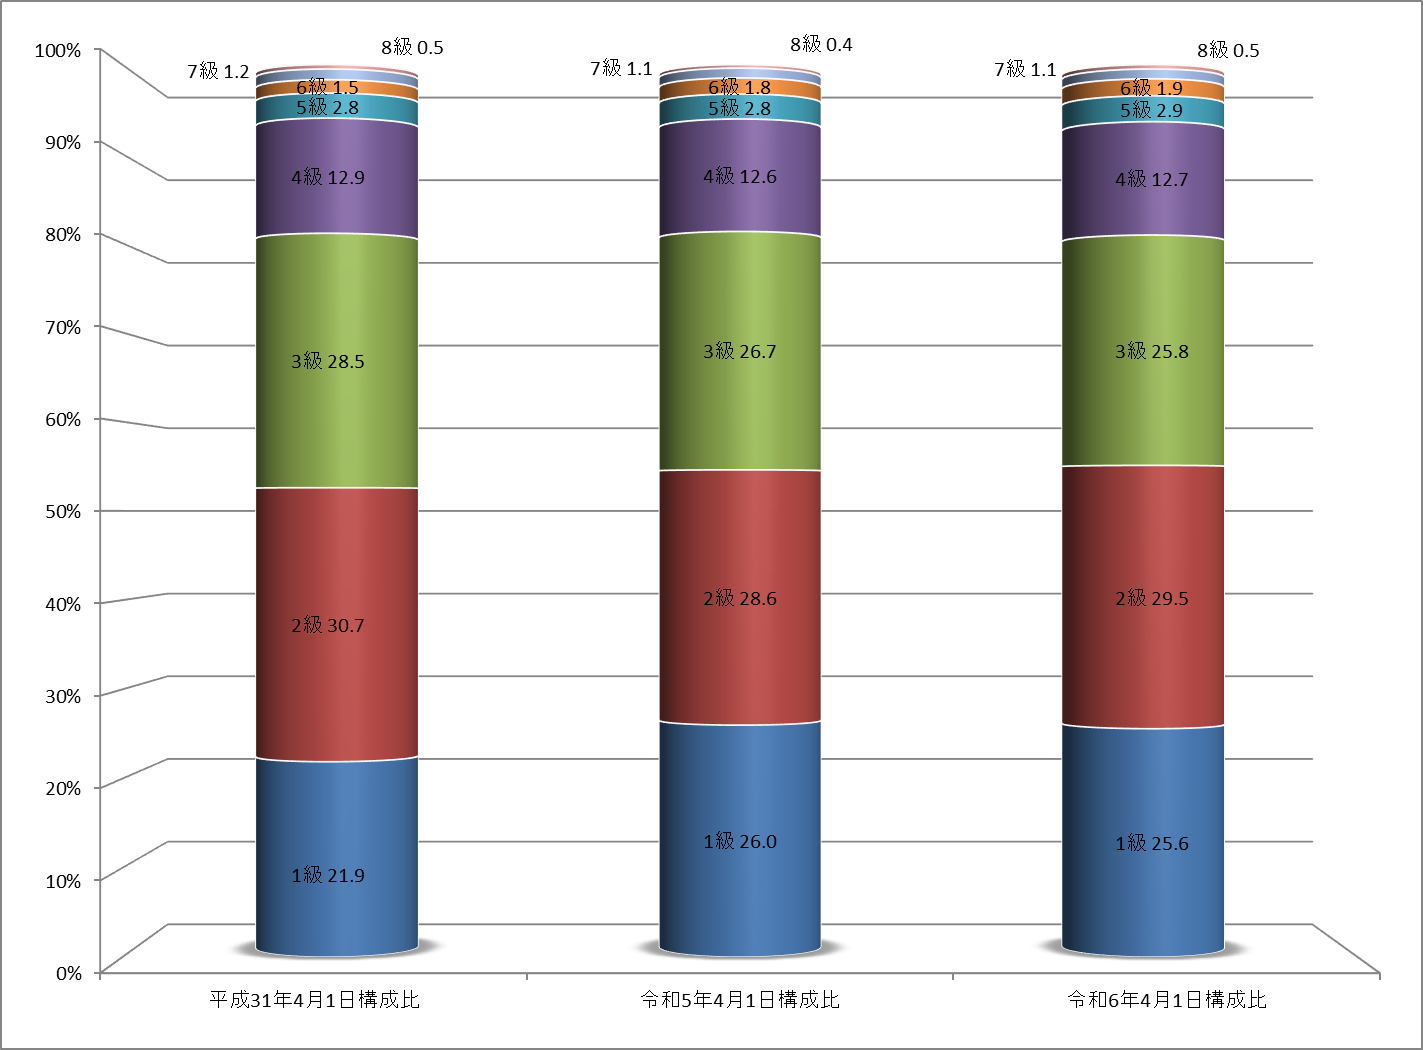 100%
90%
80%
70%
60%
50%
40%
30%
20%
10%
0%
8級 0.5
7級 1.2
6級 1.5
5級 2.8
4級 12.9
3級 28.5
2級 30.7
1級 21.9
平成31年4月1日構成比
8級 0.4
7級 1.1
6級 1.8
5級 2.8
4級 12.6
3級 26.7
2級 28.6
1級 26.0
令和5年4月1日構成比
8級 0.5
7級 1.1
6級 1.9
5級 2.9
4級 12.7
3級 25.8
2級 29.5
1級 25.6
令和6年4月1日構成比